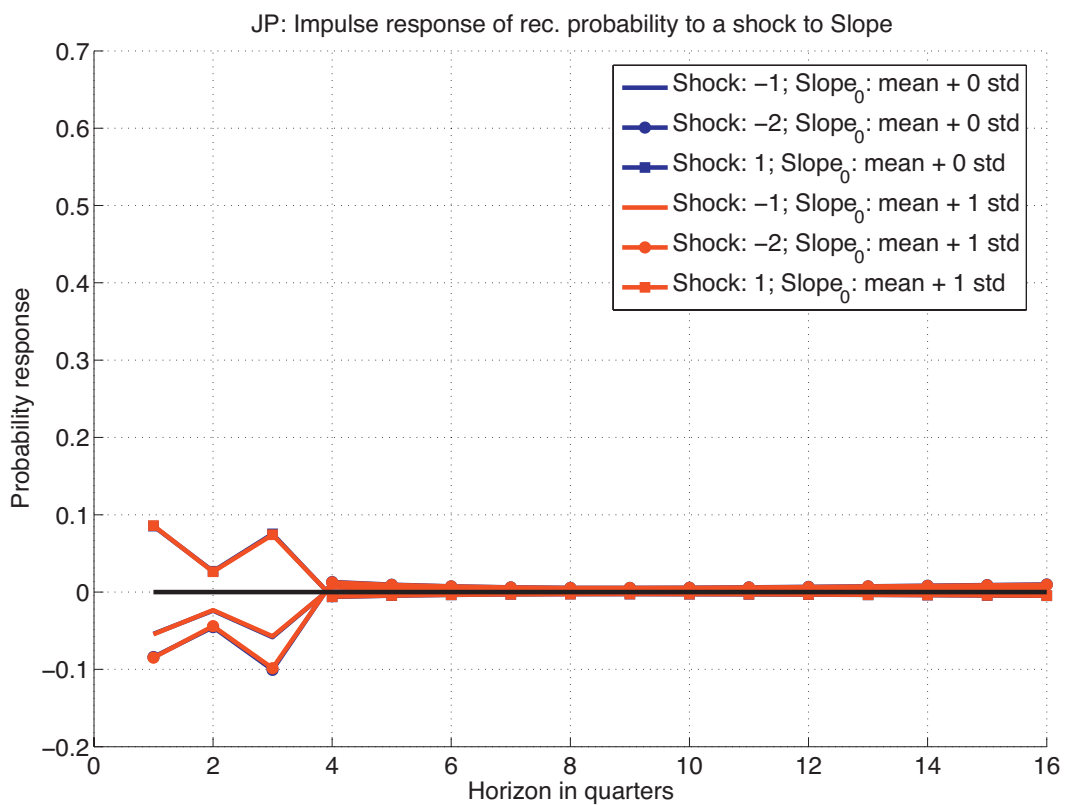 JP: Impulse response of rec. probability to a shock to Slope
0.7
0.6
0.5
0.4
0.3
0.2
0.1
0
−0.1
−0.2
Probability response
Shock: −1; Slope₀: mean + 0 std
Shock: −2; Slope₀: mean + 0 std
Shock: 1; Slope₀: mean + 0 std
Shock: −1; Slope₀: mean + 1 std
Shock: −2; Slope₀: mean + 1 std
Shock: 1; Slope₀: mean + 1 std
0 2 4 6 8 10 12 14 16
Horizon in quarters